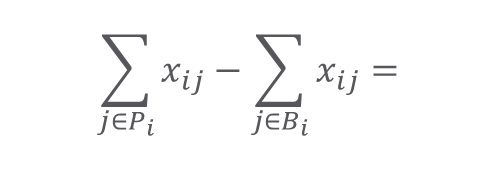 ∑_{j∈P_i} x_{ij} − ∑_{j∈B_i} x_{ij} =